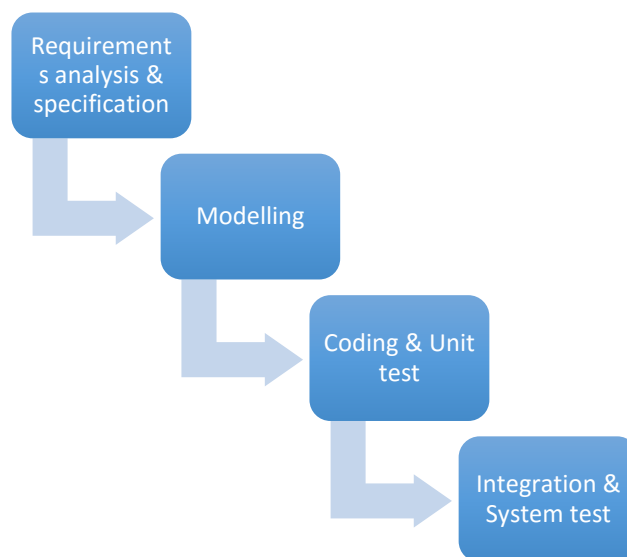 Requirement
s analysis &
specification
Modelling
Coding & Unit
test
Integration &
System test